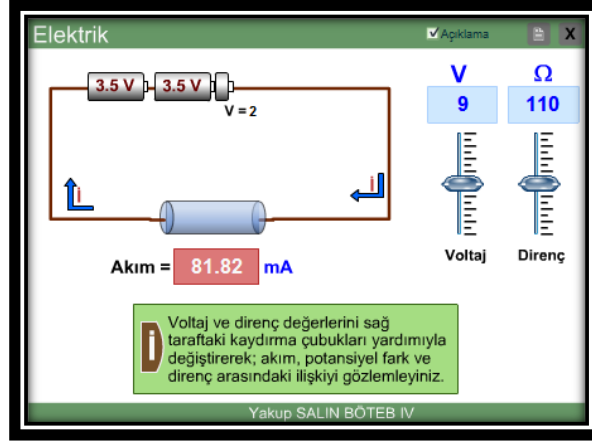 Elektrik
Açıklama
X
3.5 V
3.5 V
V = 2
i
i
Akım = 81.82 mA
V
Ω
9
110
Voltaj
Direnç
i
Voltaj ve direnç değerlerini sağ
taraftaki kaydırma çubukları yardımıyla
değiştirerek; akım, potansiyel fark ve
direnç arasındaki ilişkiyi gözlemleyiniz.
Yakup SALIN BÖTEB IV